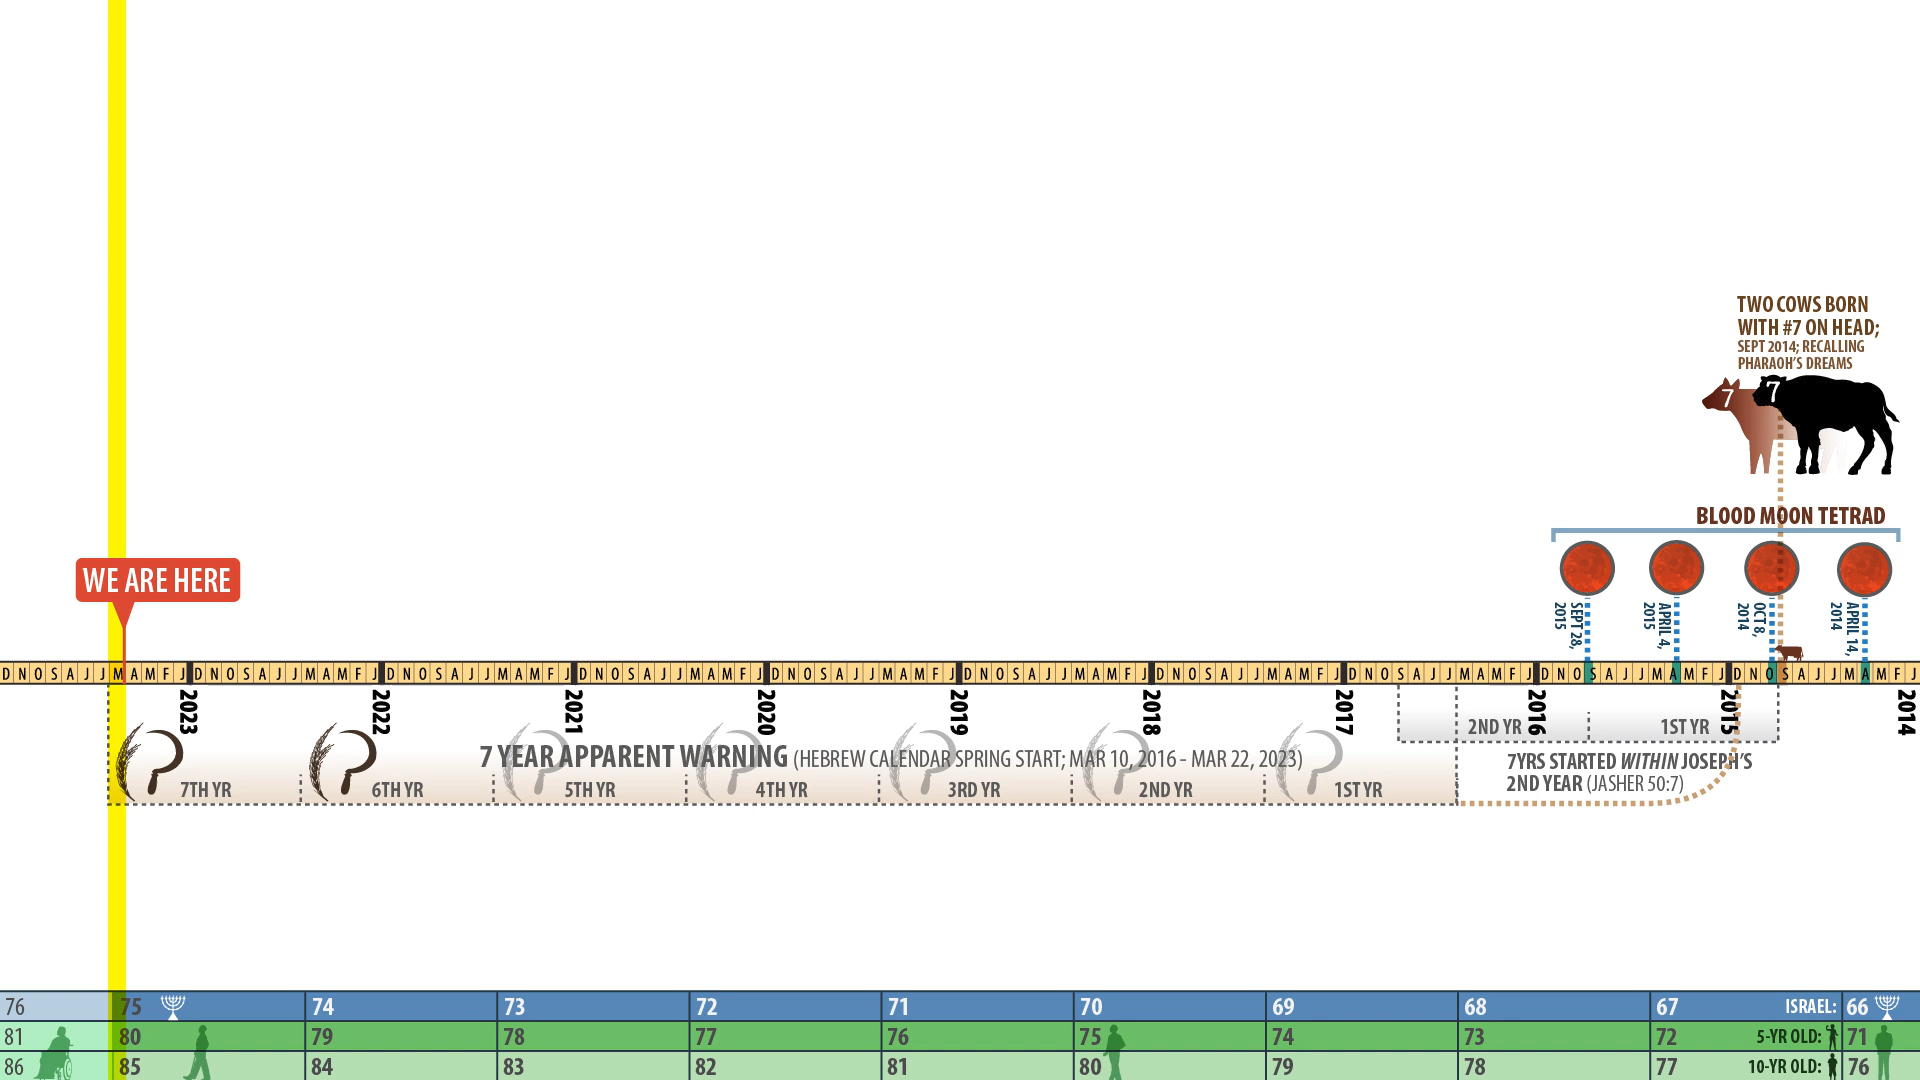 TWO COWS BORN
WITH #7 ON HEAD;
SEPT 2014; RECALLING
PHARAOH'S DREAMS
7 7
BLOOD MOON TETRAD
WE ARE HERE
SEPT 28,
2015
APRIL 4,
2015
OCT 8,
2014
APRIL 14,
2014
D N O S A J J M A M F J D N O S A J J M A M F J D N O S A J J M A M F J D N O S A J J M A M F J D N O S A J J M A M F J D N O S A J J M A M F J D N O S A J J M A M F J D N O S A J J M A M F J D N O S A J J M A M F J D N O S A J J M A M F J
2023 2022 2021 2020 2019 2018 2017 2016 2015 2014
2ND YR 1ST YR
7 YEAR APPARENT WARNING (HEBREW CALENDAR SPRING START; MAR 10, 2016 - MAR 22, 2023)
7TH YR 6TH YR 5TH YR 4TH YR 3RD YR 2ND YR 1ST YR
7YRS STARTED WITHIN JOSEPH'S
2ND YEAR (JASHER 50:7)
76 75 74 73 72 71 70 69 68 67 ISRAEL: 66
81 80 79 78 77 76 75 74 73 72 5-YR OLD: 71
86 85 84 83 82 81 80 79 78 77 10-YR OLD: 76